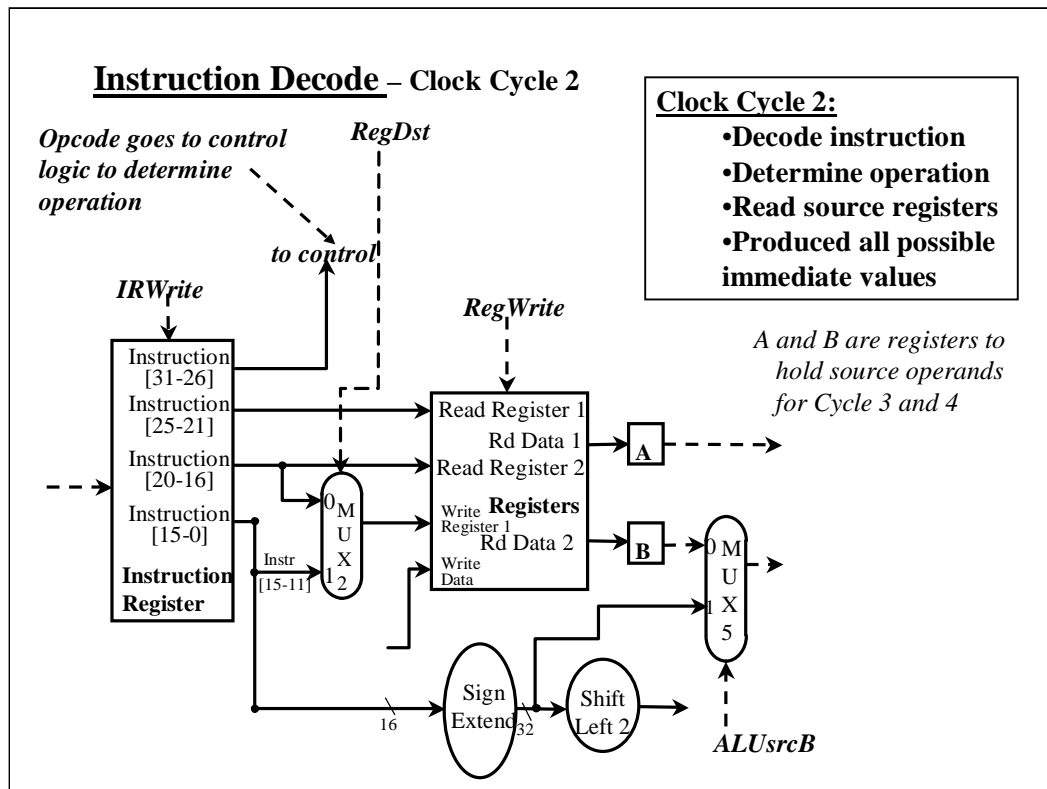 Instruction Decode – Clock Cycle 2
Clock Cycle 2:
•Decode instruction
•Determine operation
•Read source registers
•Produced all possible
immediate values
Opcode goes to control
logic to determine
operation
RegDst
to control
IRWrite
RegWrite
A and B are registers to
hold source operands
for Cycle 3 and 4
Instruction
[31-26]
Instruction
[25-21]
Instruction
[20-16]
Instruction
[15-0]
Instruction
Register
Instr
[15-11]
0
1
M
U
X
2
Read Register 1
Rd Data 1
Read Register 2
Registers
Write
Register 1
Rd Data 2
Write
Data
A
B
0
1
M
U
X
5
16
Sign
Extend
32
Shift
Left 2
ALUsrcB